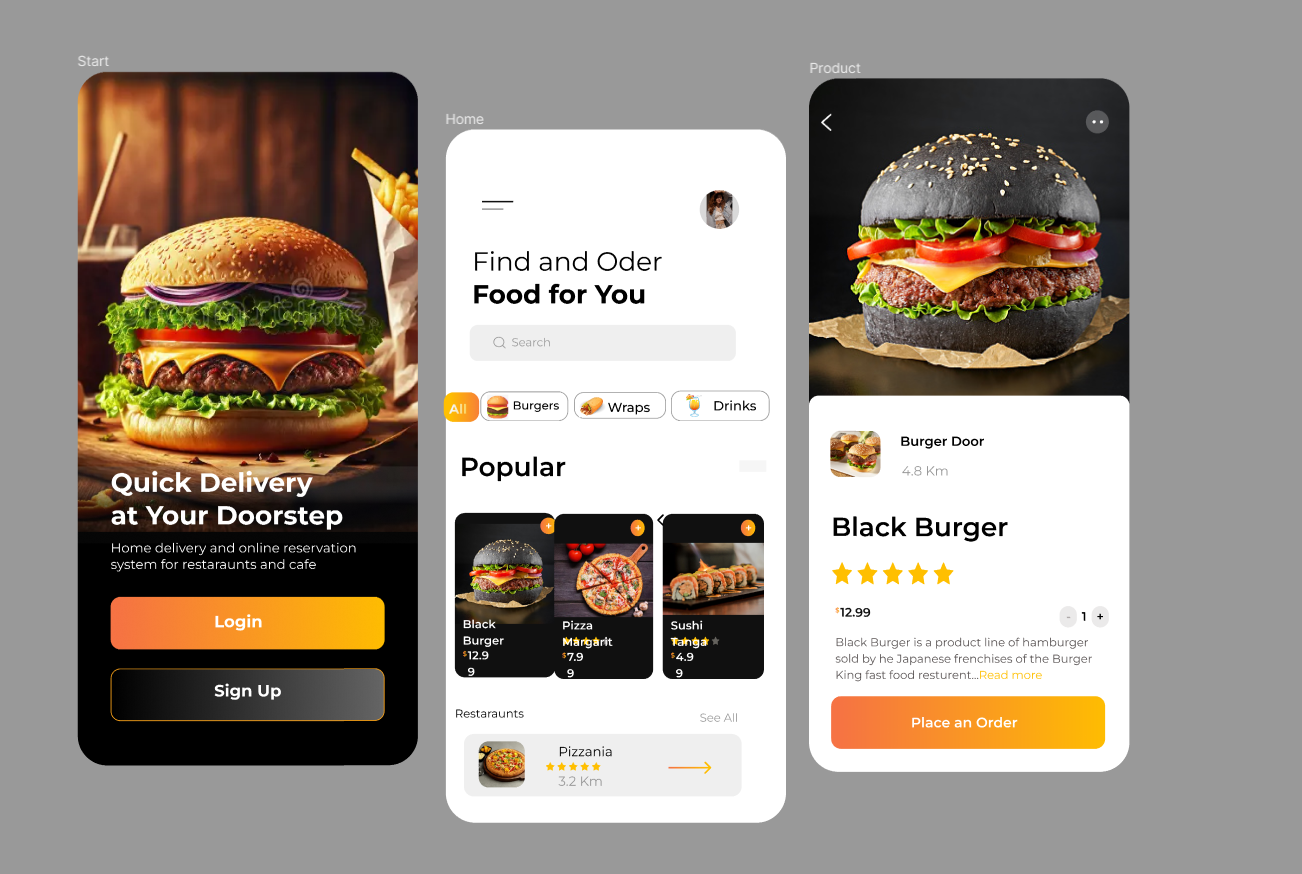 Start
Quick Delivery
at Your Doorstep
Home delivery and online reservation
system for restaraunts and cafe
Login
Sign Up
Home
Find and Oder
Food for You
Search
All
Burgers
Wraps
Drinks
Popular
+
Black
Burger
$12.9
9
+
Pizza
Margarit
$7.9
9
+
Sushi
Tanga
$4.9
9
Restaraunts
See All
Pizzania
3.2 Km
Product
Burger Door
4.8 Km
Black Burger
$12.99
- 1 +
Black Burger is a product line of hamburger
sold by he Japanese frenchises of the Burger
King fast food resturent...Read more
Place an Order